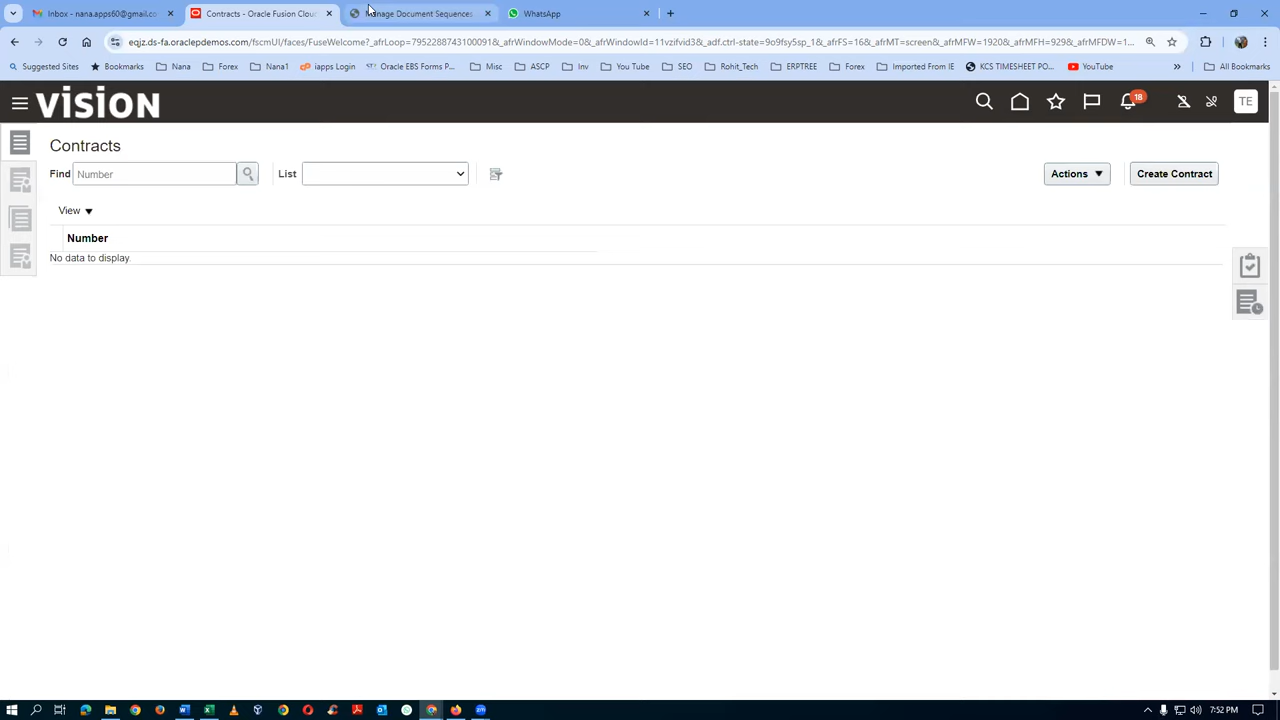 Inbox - nana.apps60@gmail.co
Contracts - Oracle Fusion Cloud
Manage Document Sequences
WhatsApp
eqjz.ds-fa.oraclepdemos.com/fscmUI/faces/FuseWelcome?_afrLoop=79522887431000​91&_afrWindowMode=0&_afrWindowId=11vzifvid3&_adf.ctrl-state=9o9fsy5sp_1&_afrFS=16&_afrMT=screen&_afrMFW=1920&_afrMFH=929&_afrMFDW=1...
Suggested Sites
Bookmarks
Nana
Forex
Nana1
iapps Login
Oracle EBS Forms P...
Misc
ASCP
Inv
You Tube
SEO
Rohit_Tech
ERPTREE
Forex
Imported From IE
KCS TIMESHEET PO...
YouTube
All Bookmarks
VISION
18
TE
Contracts
Find
Number
List
Actions
Create Contract
View
Number
No data to display.
7:52 PM